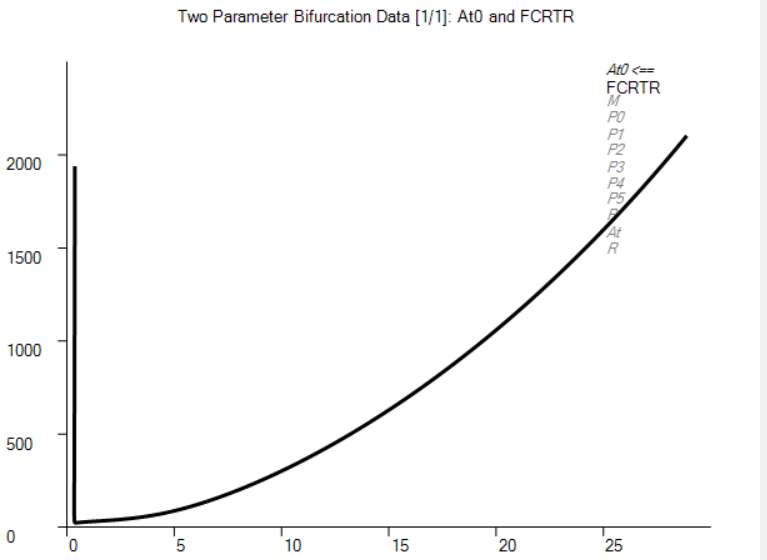 Two Parameter Bifurcation Data [1/1]: At0 and FCRTR
At0 <==
FCRTR
M
P0
P1
P2
P3
P4
P5
At
R
2000
1500
1000
500
0
0 5 10 15 20 25